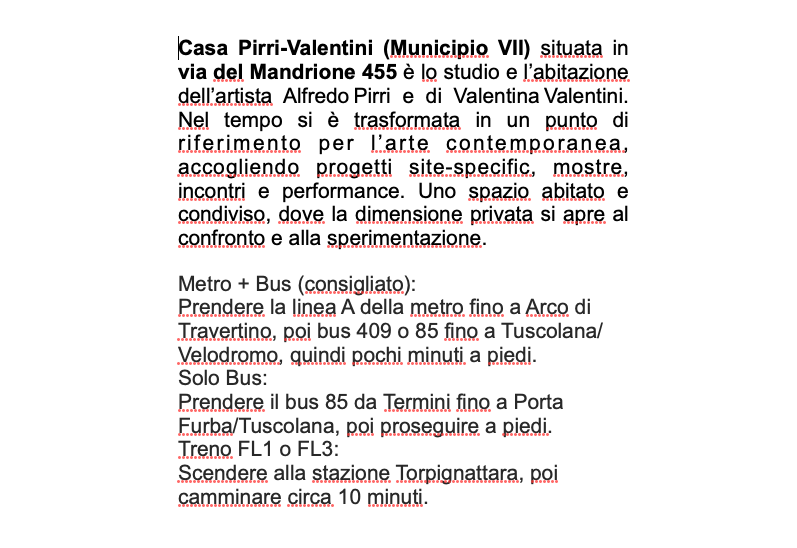 Casa Pirri-Valentini (Municipio VII) situata in
via del Mandrione 455 è lo studio e l’abitazione
dell’artista Alfredo Pirri e di Valentina Valentini.
Nel tempo si è trasformata in un punto di
riferimento per l’arte contemporanea,
accogliendo progetti site-specific, mostre,
incontri e performance. Uno spazio abitato e
condiviso, dove la dimensione privata si apre al
confronto e alla sperimentazione.
Metro + Bus (consigliato):
Prendere la linea A della metro fino a Arco di
Travertino, poi bus 409 o 85 fino a Tuscolana/
Velodromo, quindi pochi minuti a piedi.
Solo Bus:
Prendere il bus 85 da Termini fino a Porta
Furba/Tuscolana, poi proseguire a piedi.
Treno FL1 o FL3:
Scendere alla stazione Torpignattara, poi
camminare circa 10 minuti.